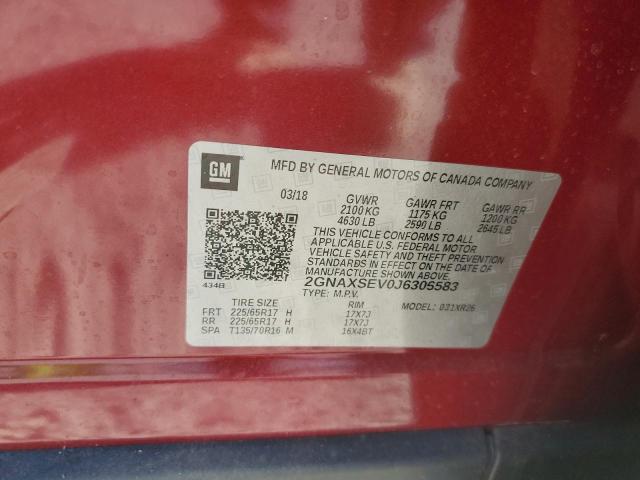 GM
MFD BY GENERAL MOTORS OF CANADA COMPANY
03/18 GVWR GAWR FRT GAWR RR
2100 KG 1175 KG 1200 KG
4630 LB 2590 LB 2645 LB
THIS VEHICLE CONFORMS TO ALL
APPLICABLE U.S. FEDERAL MOTOR
VEHICLE SAFETY AND THEFT PREVENTION
STANDARDS IN EFFECT ON THE DATE OF
MANUFACTURE SHOWN ABOVE.
434B 2GNAXSEV0J6305583
TYPE: M.P.V. MODEL: 031XR26
TIRE SIZE RIM
FRT 225/65R17 H 17X7J
RR 225/65R17 H 17X7J
SPA T135/70R16 M 16X4BT